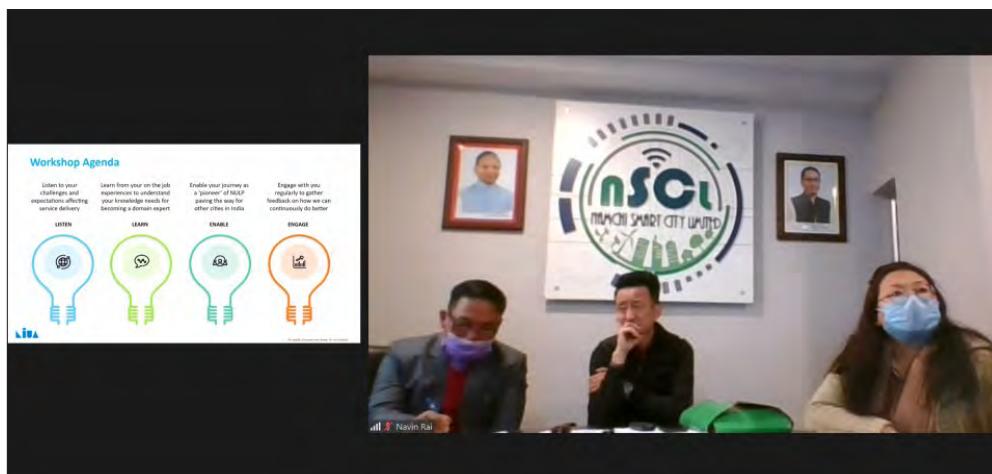 Workshop Agenda
Listen to your
challenges and
expectations affecting
service delivery
LISTEN
Learn from your on the job
experiences to understand
your knowledge needs for
becoming a domain expert
LEARN
Enable your journey as
a 'pioneer' of NULP
paving the way for
other cities in India
ENABLE
Engage with you
regularly to gather
feedback on how we can
continuously do better
ENGAGE
NIUA
nSCL
NAMCHI SMART CITY LIMITED
Navin Rai